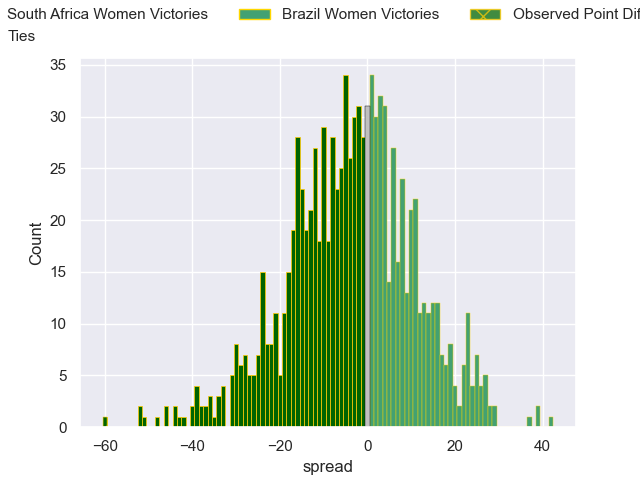 South Africa Women Victories Brazil Women Victories Observed Point Dif
Ties
35
30
25
20
15
10
5
0
Count
−60 −40 −20 0 20 40
spread